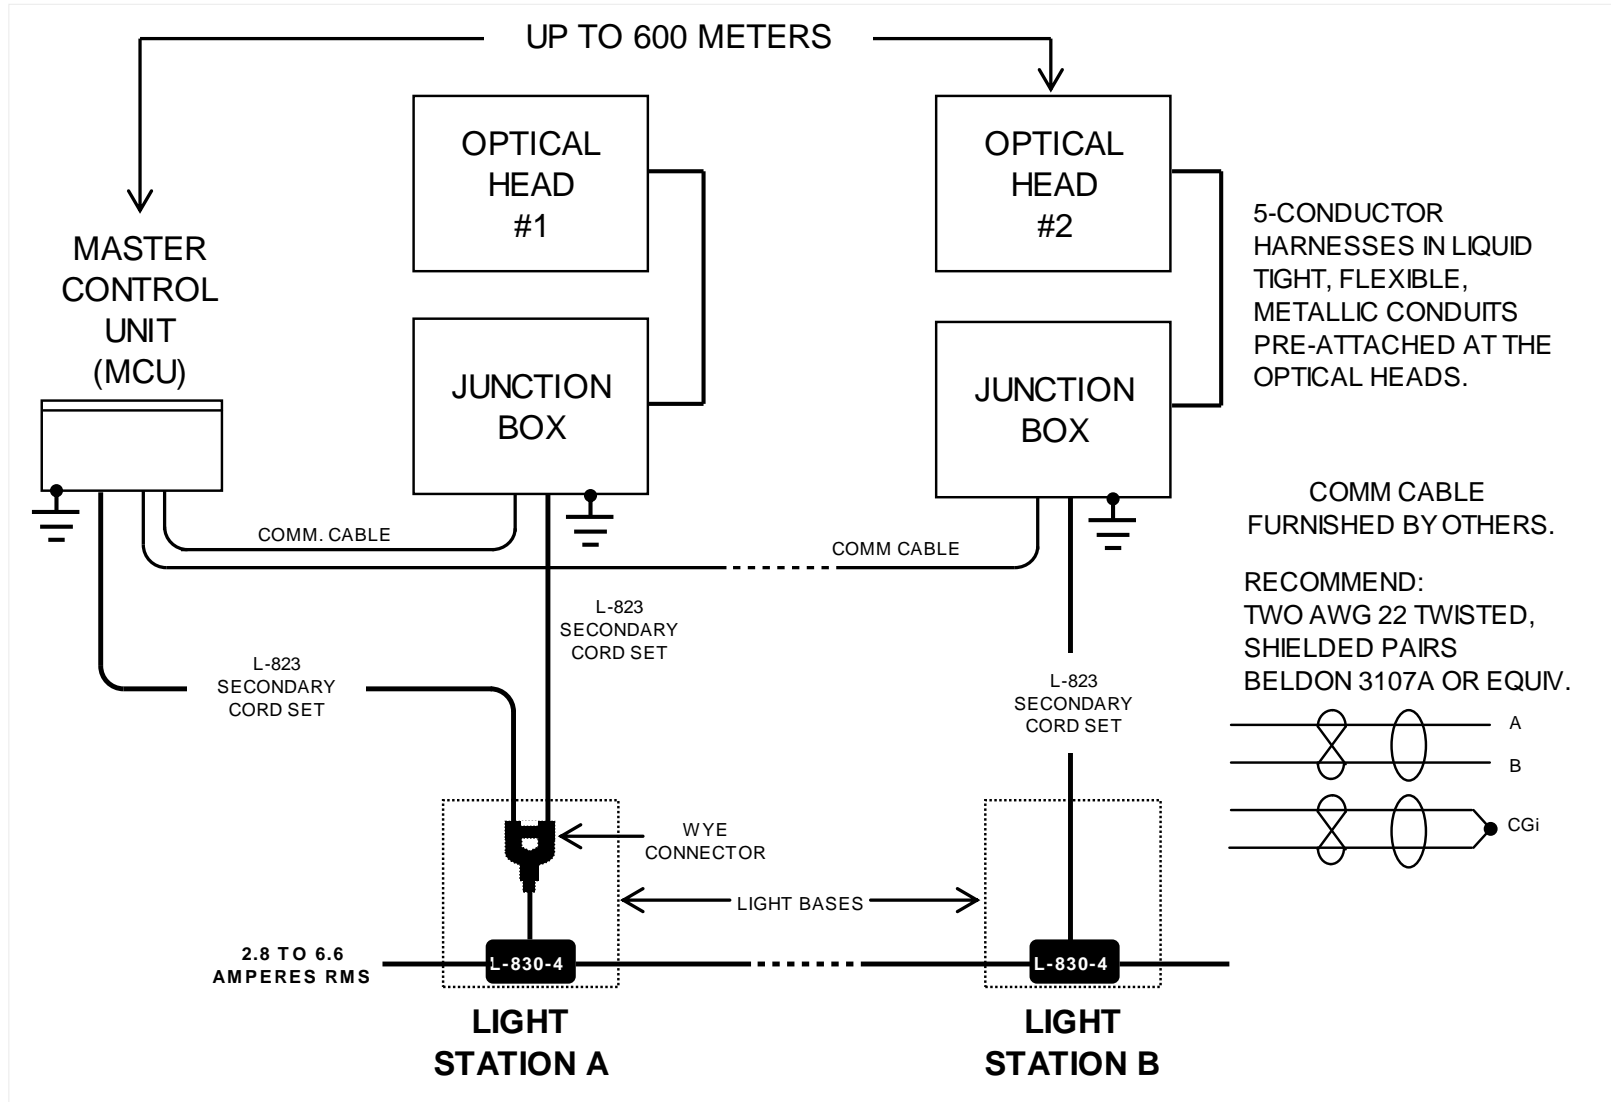 UP TO 600 METERS
OPTICAL
HEAD
#1
OPTICAL
HEAD
#2
MASTER
CONTROL
UNIT
(MCU)
JUNCTION
BOX
JUNCTION
BOX
5-CONDUCTOR
HARNESSES IN LIQUID
TIGHT, FLEXIBLE,
METALLIC CONDUITS
PRE-ATTACHED AT THE
OPTICAL HEADS.
COMM CABLE
FURNISHED BY OTHERS.
RECOMMEND:
TWO AWG 22 TWISTED,
SHIELDED PAIRS
BELDON 3107A OR EQUIV.
A
B
CGi
COMM. CABLE
COMM CABLE
L-823
SECONDARY
CORD SET
L-823
SECONDARY
CORD SET
L-823
SECONDARY
CORD SET
WYE
CONNECTOR
LIGHT BASES
2.8 TO 6.6
AMPERES RMS
L-830-4
L-830-4
LIGHT
STATION A
LIGHT
STATION B